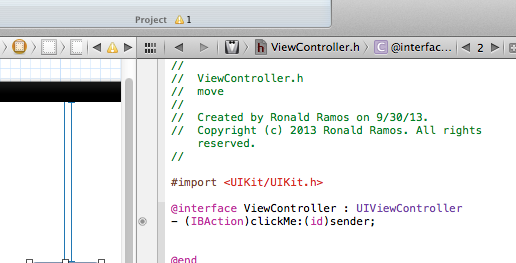 Project 1
ViewController.h @interfac... 2
//
// ViewController.h
// move
//
// Created by Ronald Ramos on 9/30/13.
// Copyright (c) 2013 Ronald Ramos. All rights
reserved.
//
#import <UIKit/UIKit.h>
@interface ViewController : UIViewController
- (IBAction)clickMe:(id)sender;
@end